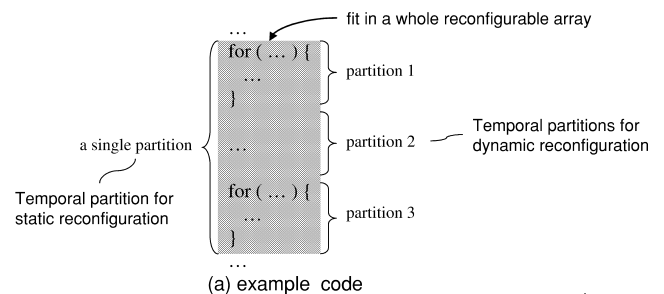 ...
fit in a whole reconfigurable array
for ( ... ) {
...
}
partition 1
a single partition
...
partition 2
Temporal partitions for
dynamic reconfiguration
Temporal partition for
static reconfiguration
for ( ... ) {
...
}
partition 3
...
(a) example code